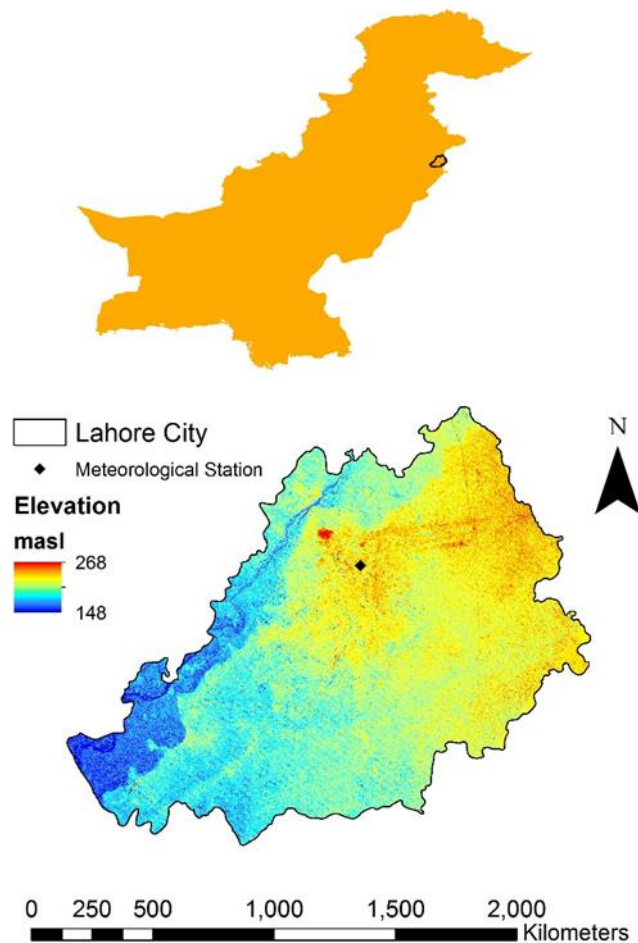 Lahore City
N
Meteorological Station
Elevation
masl
268
148
0 250 500 1,000 1,500 2,000
Kilometers